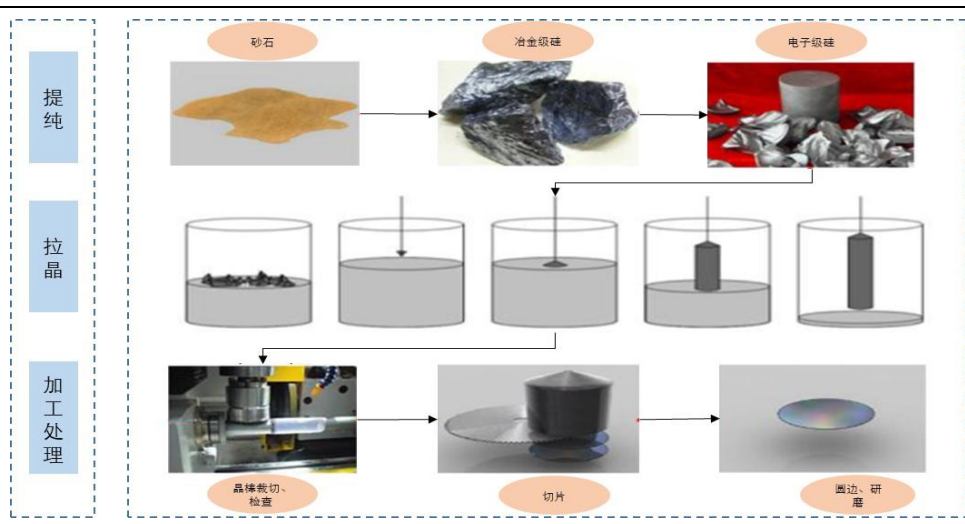 砂石
冶金级硅
电子级硅
提
纯
拉
晶
加
工
处
理
晶棒裁切、
检查
切片
圆边、研
磨